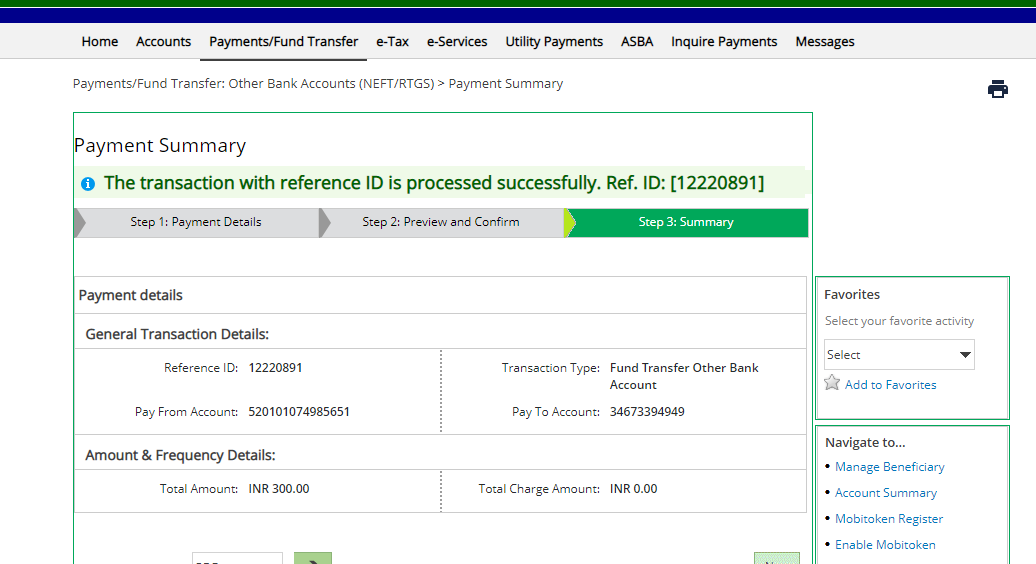 Home Accounts Payments/Fund Transfer e-Tax e-Services Utility Payments ASBA Inquire Payments Messages
Payments/Fund Transfer: Other Bank Accounts (NEFT/RTGS) > Payment Summary
Payment Summary
The transaction with reference ID is processed successfully. Ref. ID: [12220891]
Step 1: Payment Details Step 2: Preview and Confirm Step 3: Summary
Payment details
General Transaction Details:
Reference ID: 12220891 Transaction Type: Fund Transfer Other Bank
Account
Pay From Account: 520101074985651 Pay To Account: 34673394949
Amount & Frequency Details:
Total Amount: INR 300.00 Total Charge Amount: INR 0.00
Favorites
Select your favorite activity
Select
Add to Favorites
Navigate to...
• Manage Beneficiary
• Account Summary
• Mobitoken Register
• Enable Mobitoken